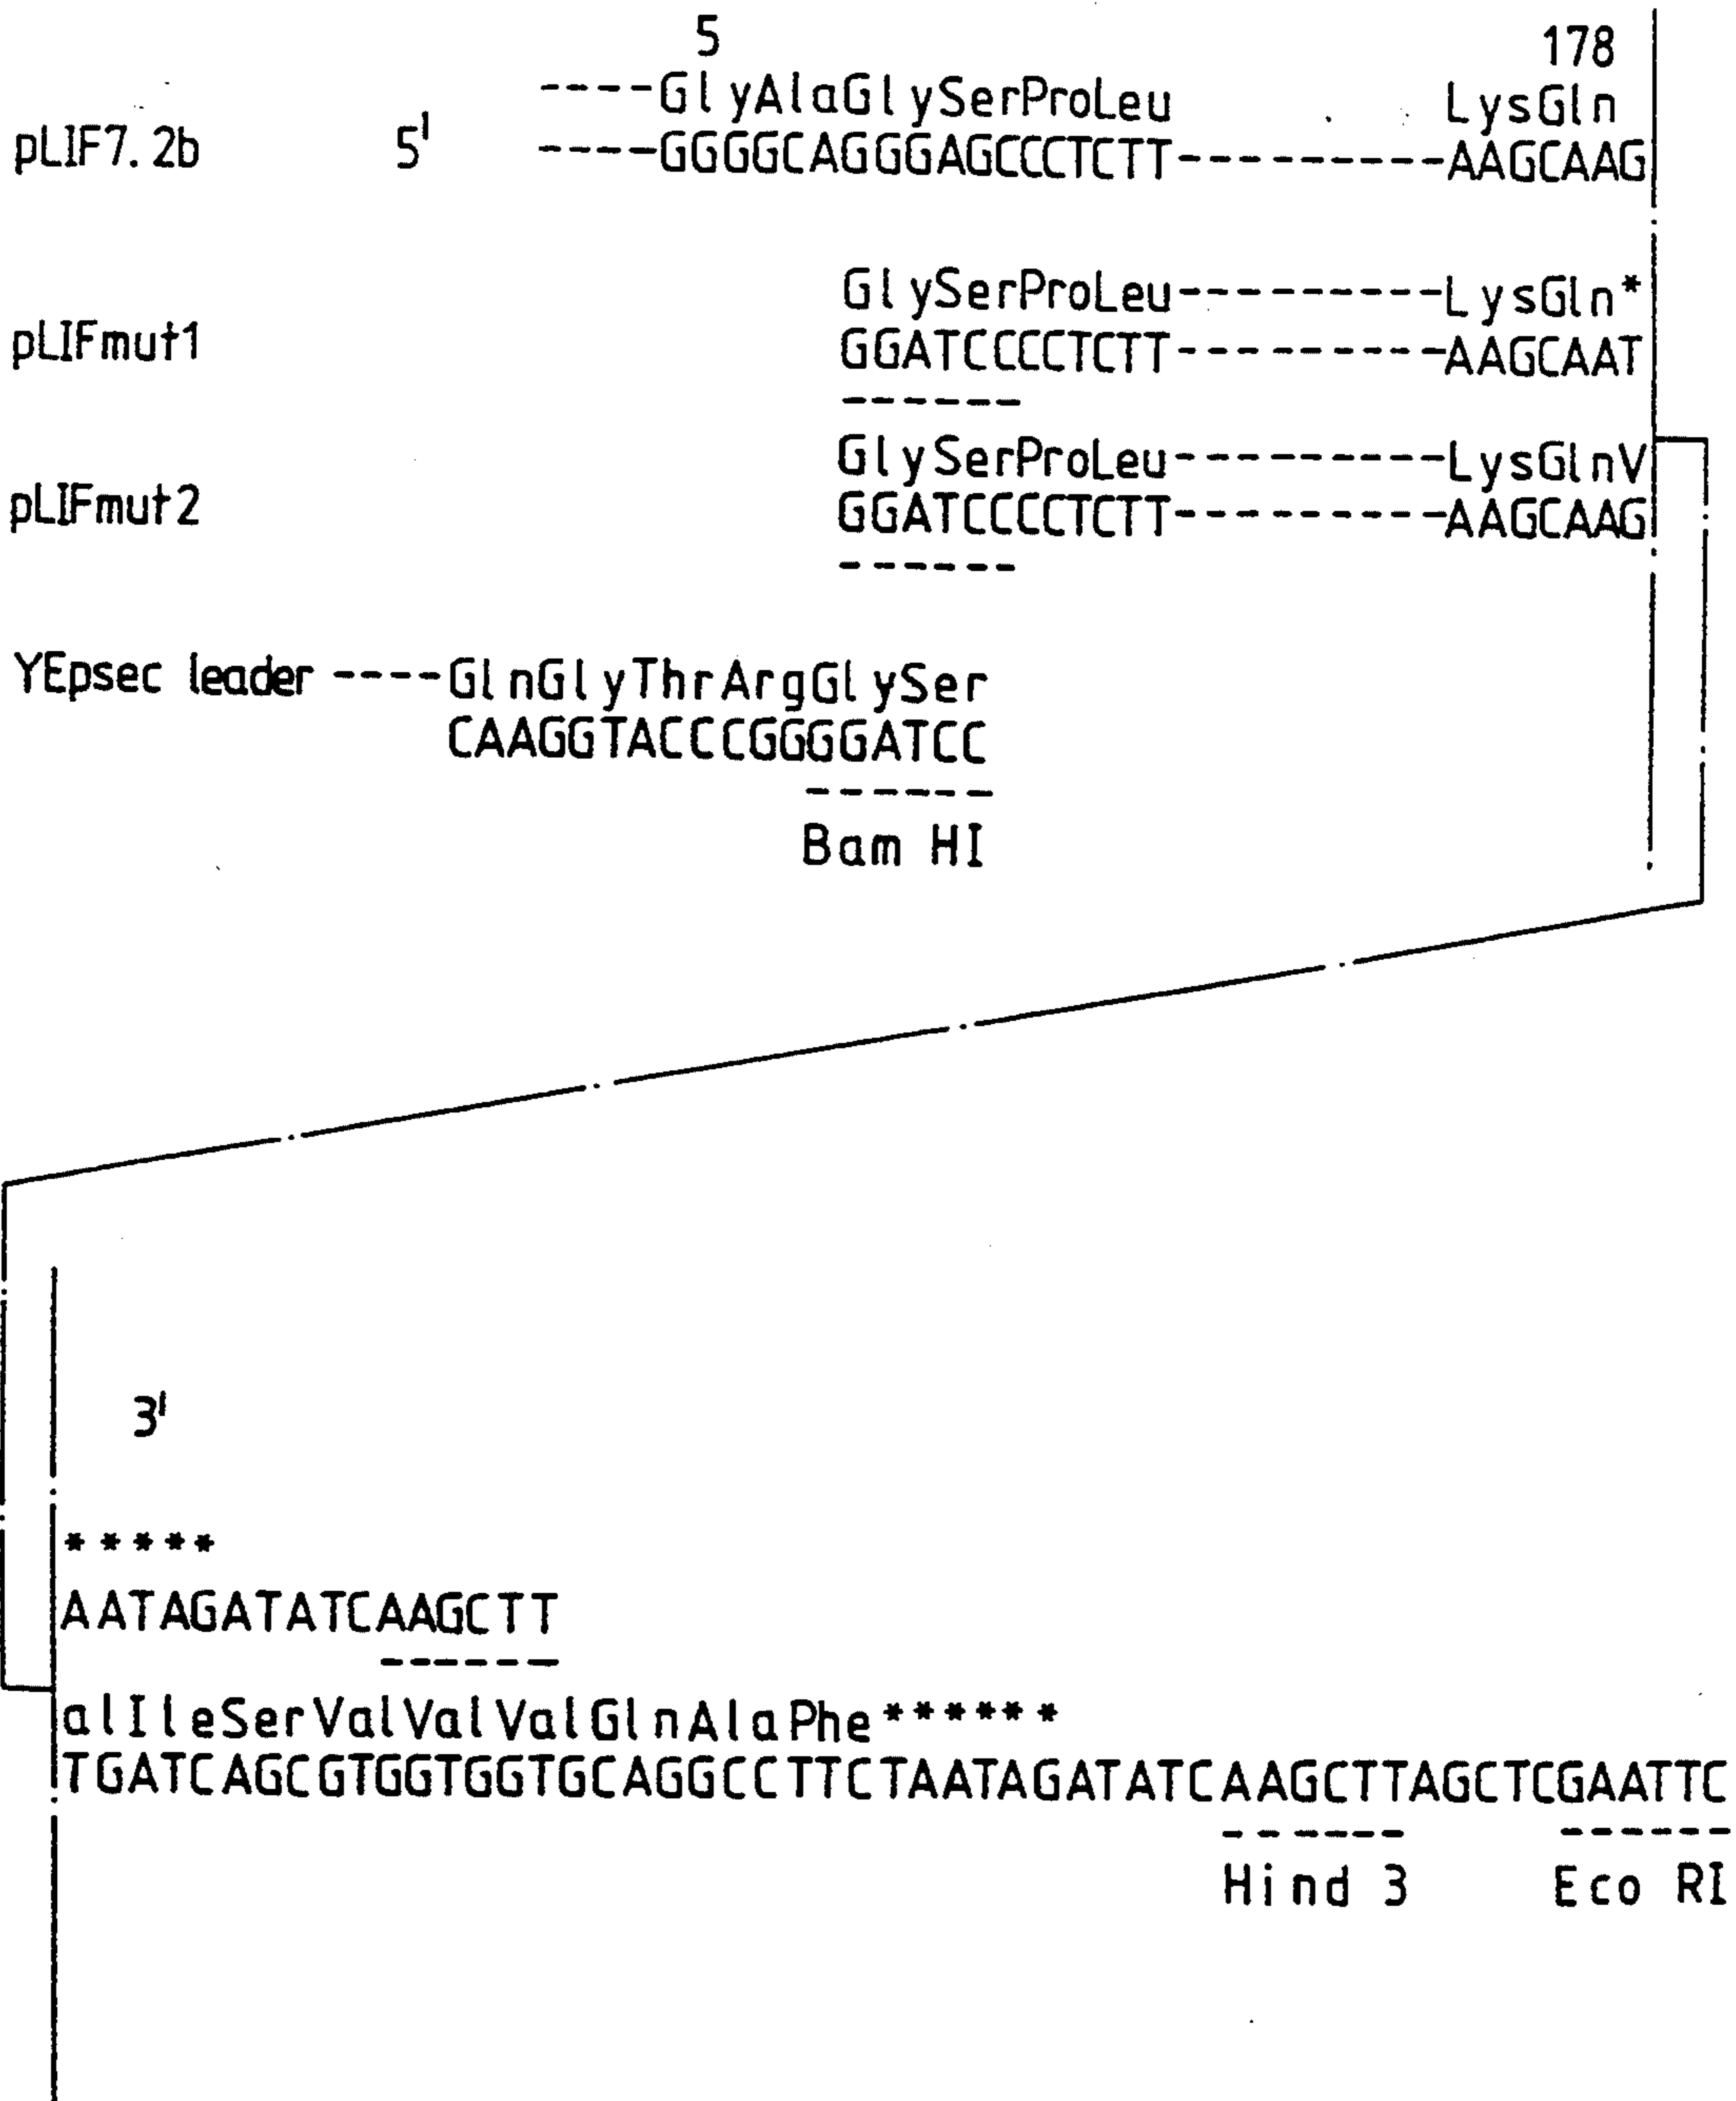 5 178
----GlyAlaGlySerProLeu LysGln
pLIF7.2b 5' ----GGGGCAGGGAGCCCTCTT---------AAGCAAG
GlySerProLeu---------LysGln*
pLIFmut1 GGATCCCCTCTT---------AAGCAAT
------
GlySerProLeu---------LysGlnV
pLIFmut2 GGATCCCCTCTT---------AAGCAAG
------
YEpsec leader ----GlnGlyThrArgGlySer
CAAGGTACCCGGGGATCC
------
Bam HI
3'
*****
AATAGATATCAAGCTT
------
alIleSerValValValGlnAlaPhe******
TGATCAGCGTGGTGGTGCAGGCCTTCTAATAGATATCAAGCTTAGCTCGAATTC
------ ------
Hind 3 Eco RI